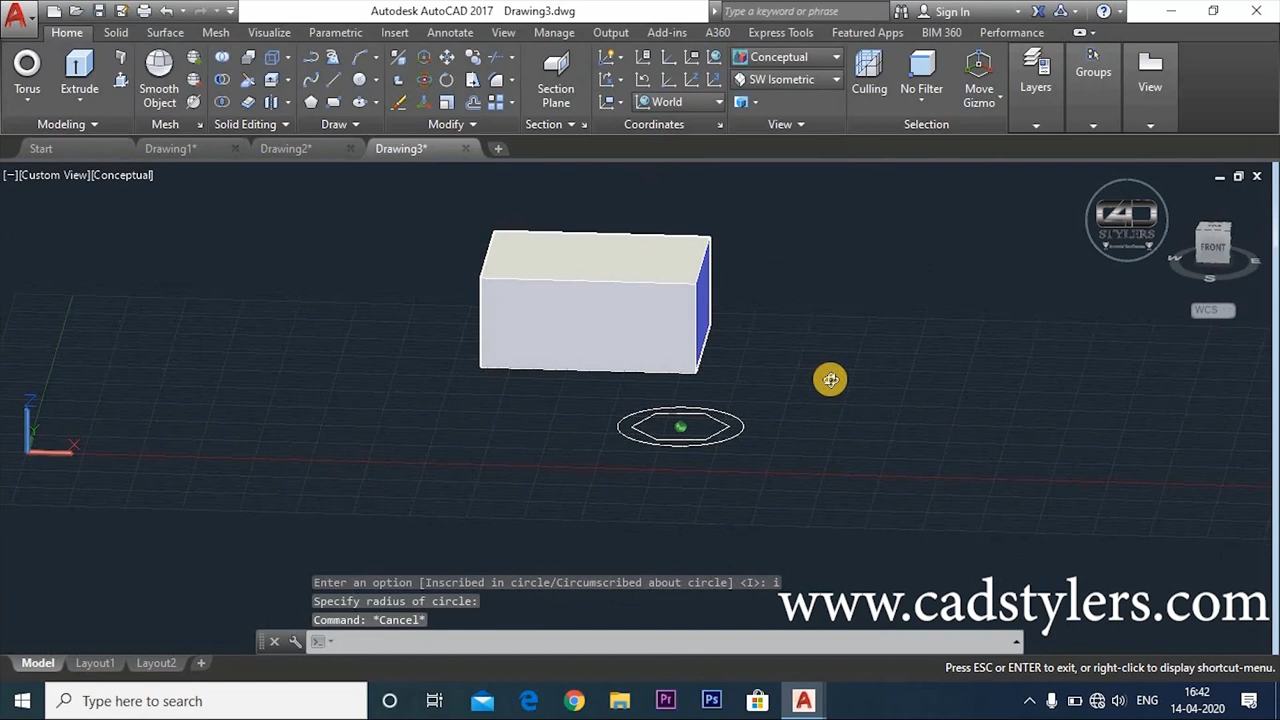 Autodesk AutoCAD 2017 Drawing3.dwg
Type a keyword or phrase
Sign In
Home Solid Surface Mesh Visualize Parametric Insert Annotate View Manage Output Add-ins A360 Express Tools Featured Apps BIM 360 Performance
Torus
Extrude
Smooth Object
Section Plane
Conceptual
SW Isometric
World
Culling
No Filter
Move Gizmo
Layers
Groups
View
Modeling
Mesh
Solid Editing
Draw
Modify
Section
Coordinates
View
Selection
Start
Drawing1*
Drawing2*
Drawing3*
[−][Custom View][Conceptual]
STYLERS
FRONT
W
E
S
WCS
Z
Y
X
Enter an option [Inscribed in circle/Circumscribed about circle] <I>: i
Specify radius of circle:
Command: *Cancel*
www.cadstylers.com
Model
Layout1
Layout2
Press ESC or ENTER to exit, or right-click to display shortcut-menu.
Type here to search
Pr
Ps
ENG
16:42
14-04-2020